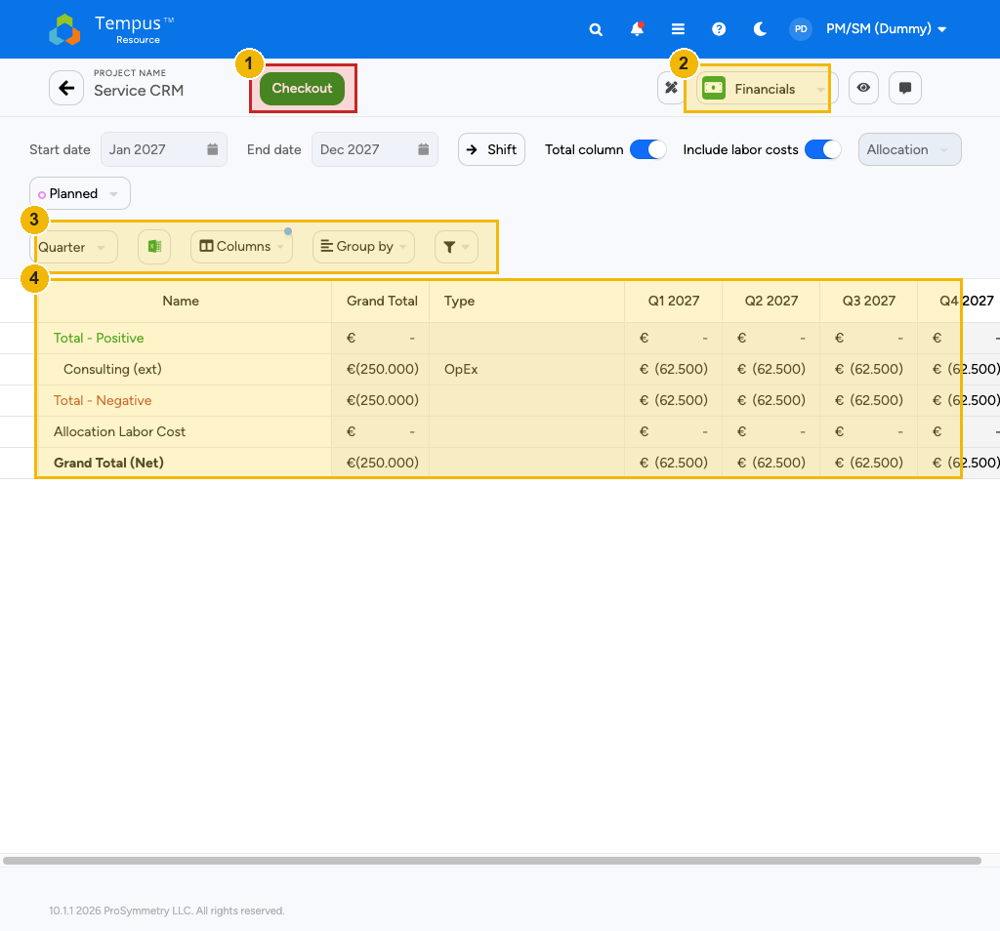 Tempus™
Resource
PD PM/SM (Dummy)
1
2
PROJECT NAME
Service CRM
Checkout
Financials
Start date Jan 2027 End date Dec 2027 Shift Total column Include labor costs Allocation
Planned
3
Quarter Columns Group by
4
Name Grand Total Type Q1 2027 Q2 2027 Q3 2027 Q4 2027
Total - Positive € - € - € - € - € -
Consulting (ext) €(250.000) OpEx € (62.500) € (62.500) € (62.500) € (62.500)
Total - Negative €(250.000) € (62.500) € (62.500) € (62.500) € (62.500)
Allocation Labor Cost € - € - € - € - € -
Grand Total (Net) €(250.000) € (62.500) € (62.500) € (62.500) € (62.500)
10.1.1 2026 ProSymmetry LLC. All rights reserved.